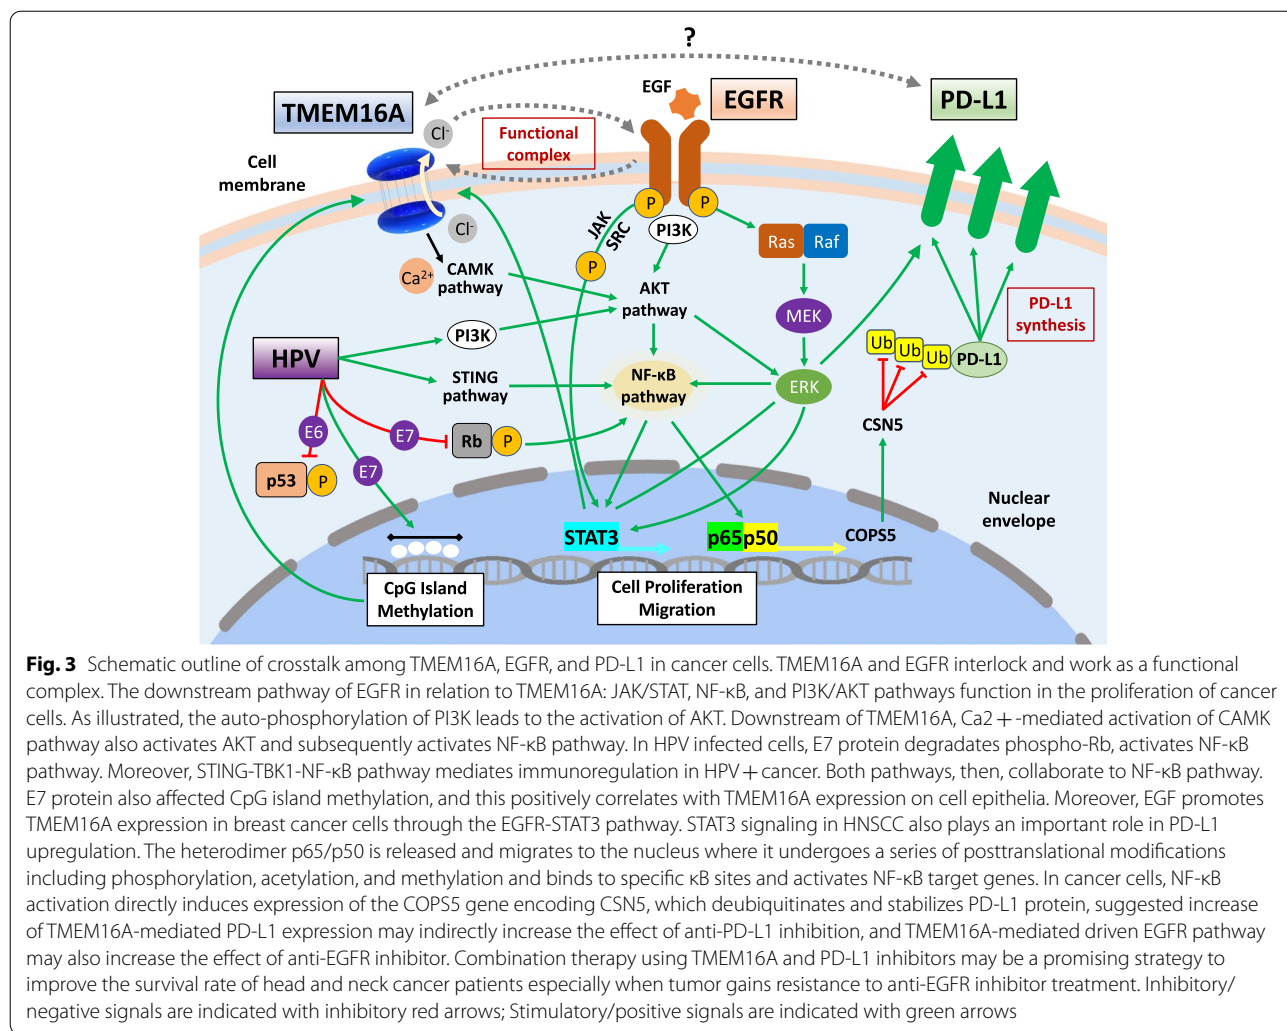 ?
EGF
TMEM16A
EGFR
PD-L1
Cl-
Functional
complex
Cell
membrane
P
P
Cl-
JAK
SRC
PI3K
Ras
Raf
P
Ca2+
CAMK
pathway
AKT
pathway
MEK
PD-L1
synthesis
PI3K
HPV
Ub
Ub
Ub
PD-L1
STING
pathway
NF-κB
pathway
ERK
CSN5
E6
E7
Rb
P
p53
P
E7
Nuclear
envelope
STAT3
p65
p50
COPS5
CpG Island
Methylation
Cell Proliferation
Migration
Fig. 3 Schematic outline of crosstalk among TMEM16A, EGFR, and PD-L1 in cancer cells. TMEM16A and EGFR interlock and work as a functional
complex. The downstream pathway of EGFR in relation to TMEM16A: JAK/STAT, NF-κB, and PI3K/AKT pathways function in the proliferation of cancer
cells. As illustrated, the auto-phosphorylation of PI3K leads to the activation of AKT. Downstream of TMEM16A, Ca2 + -mediated activation of CAMK
pathway also activates AKT and subsequently activates NF-κB pathway. In HPV infected cells, E7 protein degradates phospho-Rb, activates NF-κB
pathway. Moreover, STING-TBK1-NF-κB pathway mediates immunoregulation in HPV + cancer. Both pathways, then, collaborate to NF-κB pathway.
E7 protein also affected CpG island methylation, and this positively correlates with TMEM16A expression on cell epithelia. Moreover, EGF promotes
TMEM16A expression in breast cancer cells through the EGFR-STAT3 pathway. STAT3 signaling in HNSCC also plays an important role in PD-L1
upregulation. The heterodimer p65/p50 is released and migrates to the nucleus where it undergoes a series of posttranslational modifications
including phosphorylation, acetylation, and methylation and binds to specific κB sites and activates NF-κB target genes. In cancer cells, NF-κB
activation directly induces expression of the COPS5 gene encoding CSN5, which deubiquitinates and stabilizes PD-L1 protein, suggested increase
of TMEM16A-mediated PD-L1 expression may indirectly increase the effect of anti-PD-L1 inhibition, and TMEM16A-mediated driven EGFR pathway
may also increase the effect of anti-EGFR inhibitor. Combination therapy using TMEM16A and PD-L1 inhibitors may be a promising strategy to
improve the survival rate of head and neck cancer patients especially when tumor gains resistance to anti-EGFR inhibitor treatment. Inhibitory/
negative signals are indicated with inhibitory red arrows; Stimulatory/positive signals are indicated with green arrows